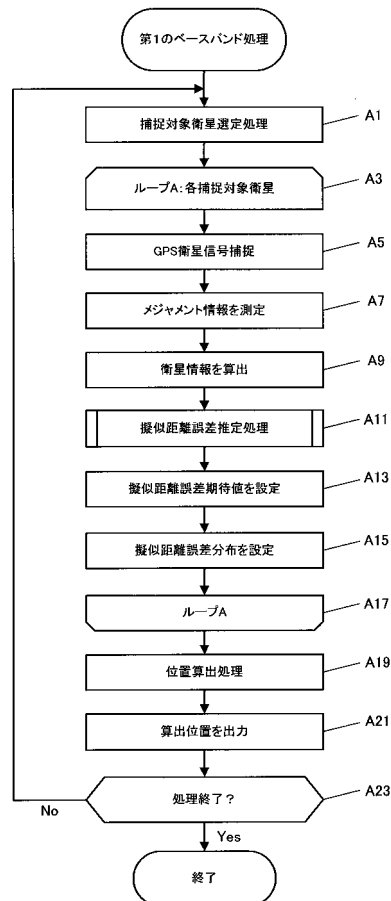 第1のベースバンド処理
捕捉対象衛星選定処理
A1
ループA:各捕捉対象衛星
A3
GPS衛星信号捕捉
A5
メジャメント情報を測定
A7
衛星情報を算出
A9
擬似距離誤差推定処理
A11
擬似距離誤差期待値を設定
A13
擬似距離誤差分布を設定
A15
ループA
A17
位置算出処理
A19
算出位置を出力
A21
処理終了?
A23
No
Yes
終了